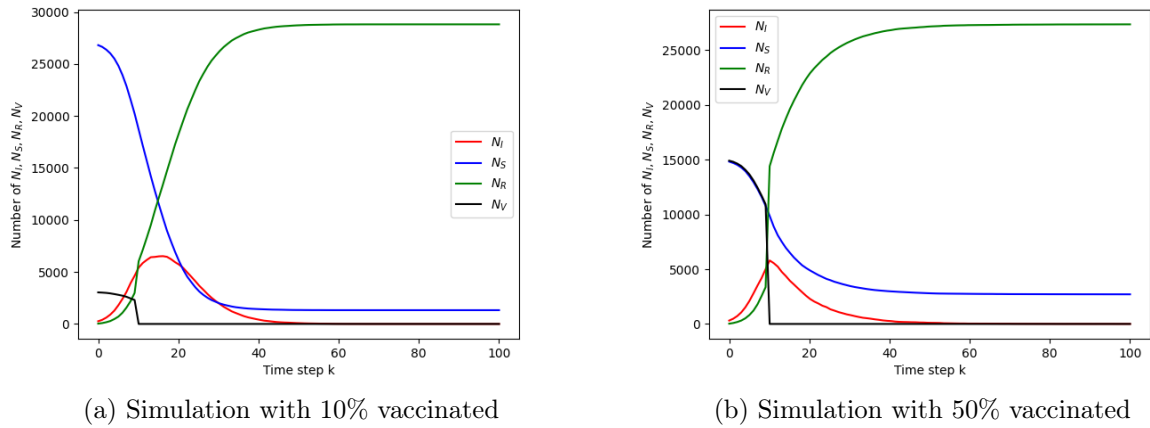 30000
25000
20000
15000
10000
5000
0
Number of N_I, N_S, N_R, N_V
N_I
N_S
N_R
N_V
0 20 40 60 80 100
Time step k
(a) Simulation with 10% vaccinated
30000
25000
20000
15000
10000
5000
0
Number of N_I, N_S, N_R, N_V
N_I
N_S
N_R
N_V
0 20 40 60 80 100
Time step k
(b) Simulation with 50% vaccinated